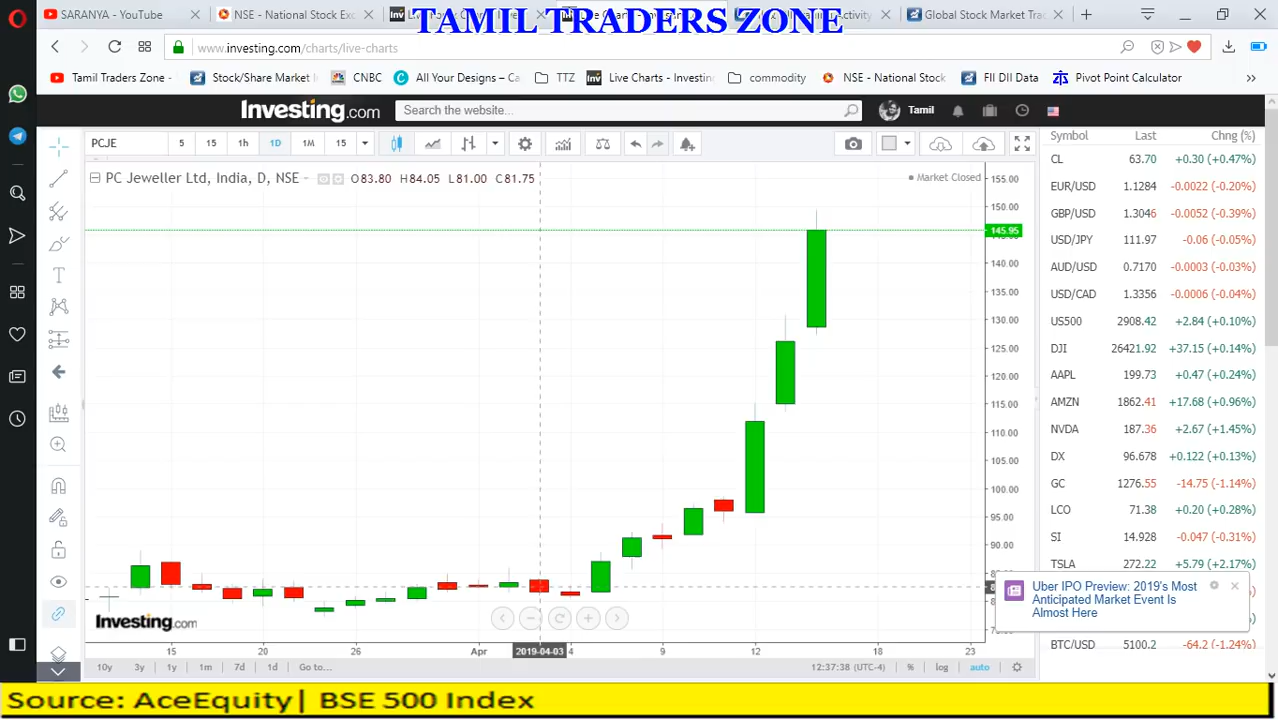 TAMIL TRADERS ZONE
SARANYA - YouTube
NSE - National Stock Exc
Global Stock Market Tra
www.investing.com/charts/live-charts
Tamil Traders Zone -
Stock/Share Market I
CNBC
All Your Designs – Ca
TTZ
Live Charts - Investing
commodity
NSE - National Stock
FII DII Data
Pivot Point Calculator
Investing.com
Search the website...
Tamil
PCJE
5
15
1h
1D
1M
15
PC Jeweller Ltd, India, D, NSE
O83.80 H84.05 L81.00 C81.75
Market Closed
155.00
150.00
145.95
140.00
135.00
130.00
125.00
120.00
115.00
110.00
105.00
100.00
95.00
90.00
Symbol Last Chng (%)
CL 63.70 +0.30 (+0.47%)
EUR/USD 1.1284 -0.0022 (-0.20%)
GBP/USD 1.3046 -0.0052 (-0.39%)
USD/JPY 111.97 -0.06 (-0.05%)
AUD/USD 0.7170 -0.0003 (-0.03%)
USD/CAD 1.3356 -0.0006 (-0.04%)
US500 2908.42 +2.84 (+0.10%)
DJI 26421.92 +37.15 (+0.14%)
AAPL 199.73 +0.47 (+0.24%)
AMZN 1862.41 +17.68 (+0.96%)
NVDA 187.36 +2.67 (+1.45%)
DX 96.678 +0.122 (+0.13%)
GC 1276.55 -14.75 (-1.14%)
LCO 71.38 +0.20 (+0.28%)
SI 14.928 -0.047 (-0.31%)
TSLA 272.22 +5.79 (+2.17%)
Uber IPO Preview: 2019's Most
Anticipated Market Event Is
Almost Here
BTC/USD 5100.2 -64.2 (-1.24%)
Investing.com
15
20
26
Apr
2019-04-03
4
9
12
18
23
10y
3y
1y
1m
7d
1d
Go to...
12:37:38 (UTC-4)
%
log
auto
Source: AceEquity| BSE 500 Index